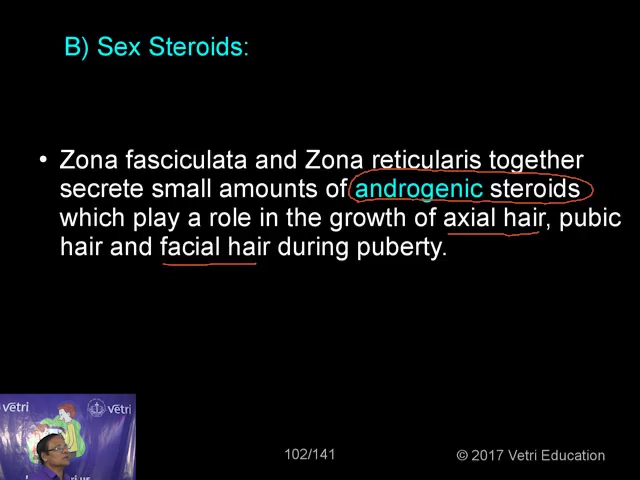 B) Sex Steroids:
• Zona fasciculata and Zona reticularis together
secrete small amounts of androgenic steroids
which play a role in the growth of axial hair, pubic
hair and facial hair during puberty.
Vetri
Vetri
102/141
© 2017 Vetri Education